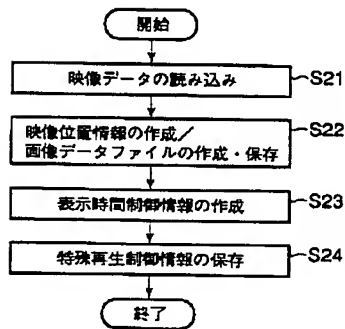 開始
映像データの読み込み
S21
映像位置情報の作成／
画像データファイルの作成・保存
S22
表示時間制御情報の作成
S23
特殊再生制御情報の保存
S24
終了